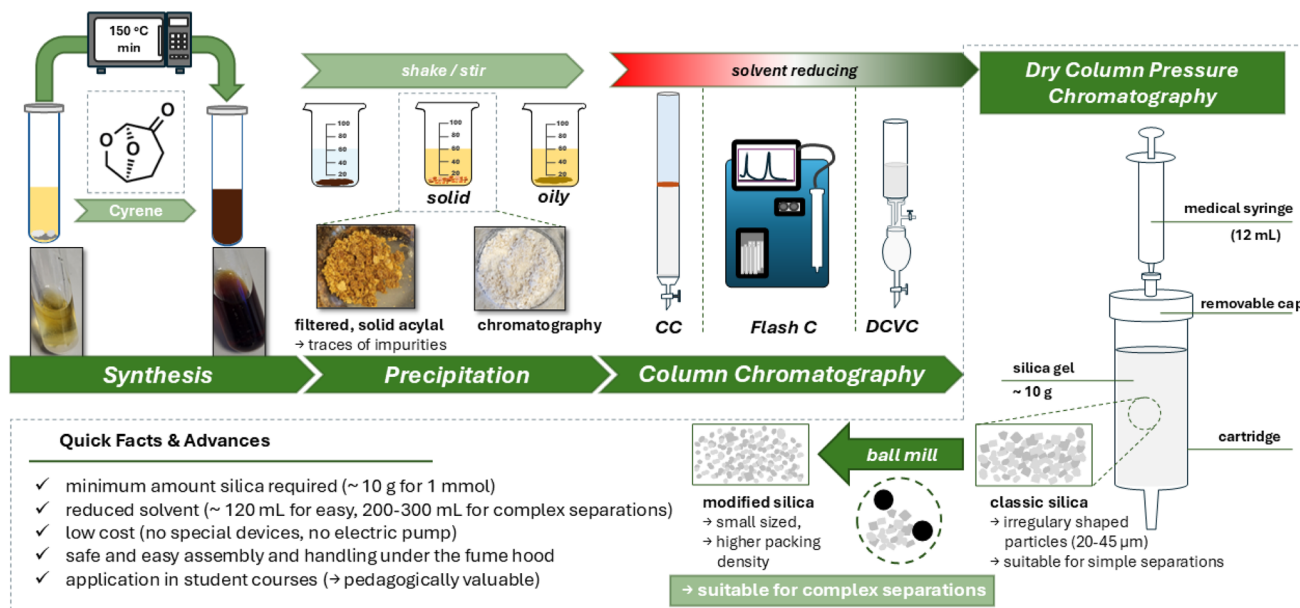 150 °C
min
O
O
O
Cyrene
Synthesis
shake / stir
100
80
60
40
20
100
80
60
40
20
100
80
60
40
20
solid
oily
filtered, solid acylal
→ traces of impurities
chromatography
Precipitation
solvent reducing
CC
Flash C
DCVC
Column Chromatography
Dry Column Pressure
Chromatography
medical syringe
(12 mL)
removable cap
silica gel
~ 10 g
cartridge
Quick Facts & Advances
✓ minimum amount silica required (~ 10 g for 1 mmol)
✓ reduced solvent (~ 120 mL for easy, 200-300 mL for complex separations)
✓ low cost (no special devices, no electric pump)
✓ safe and easy assembly and handling under the fume hood
✓ application in student courses (→ pedagogically valuable)
modified silica
→ small sized,
→ higher packing
density
ball mill
classic silica
→ irregulary shaped
particles (20-45 µm)
→ suitable for simple separations
→ suitable for complex separations